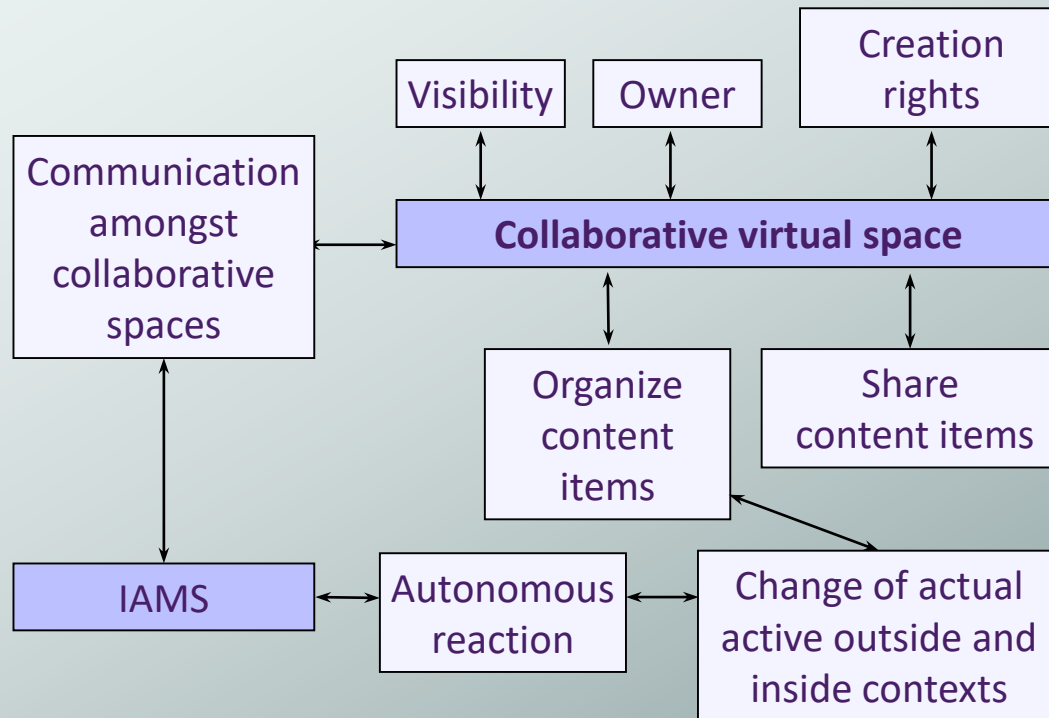 Visibility
Owner
Creation
rights
Communication
amongst
collaborative
spaces
Collaborative virtual space
Organize
content
items
Share
content items
IAMS
Autonomous
reaction
Change of actual
active outside and
inside contexts